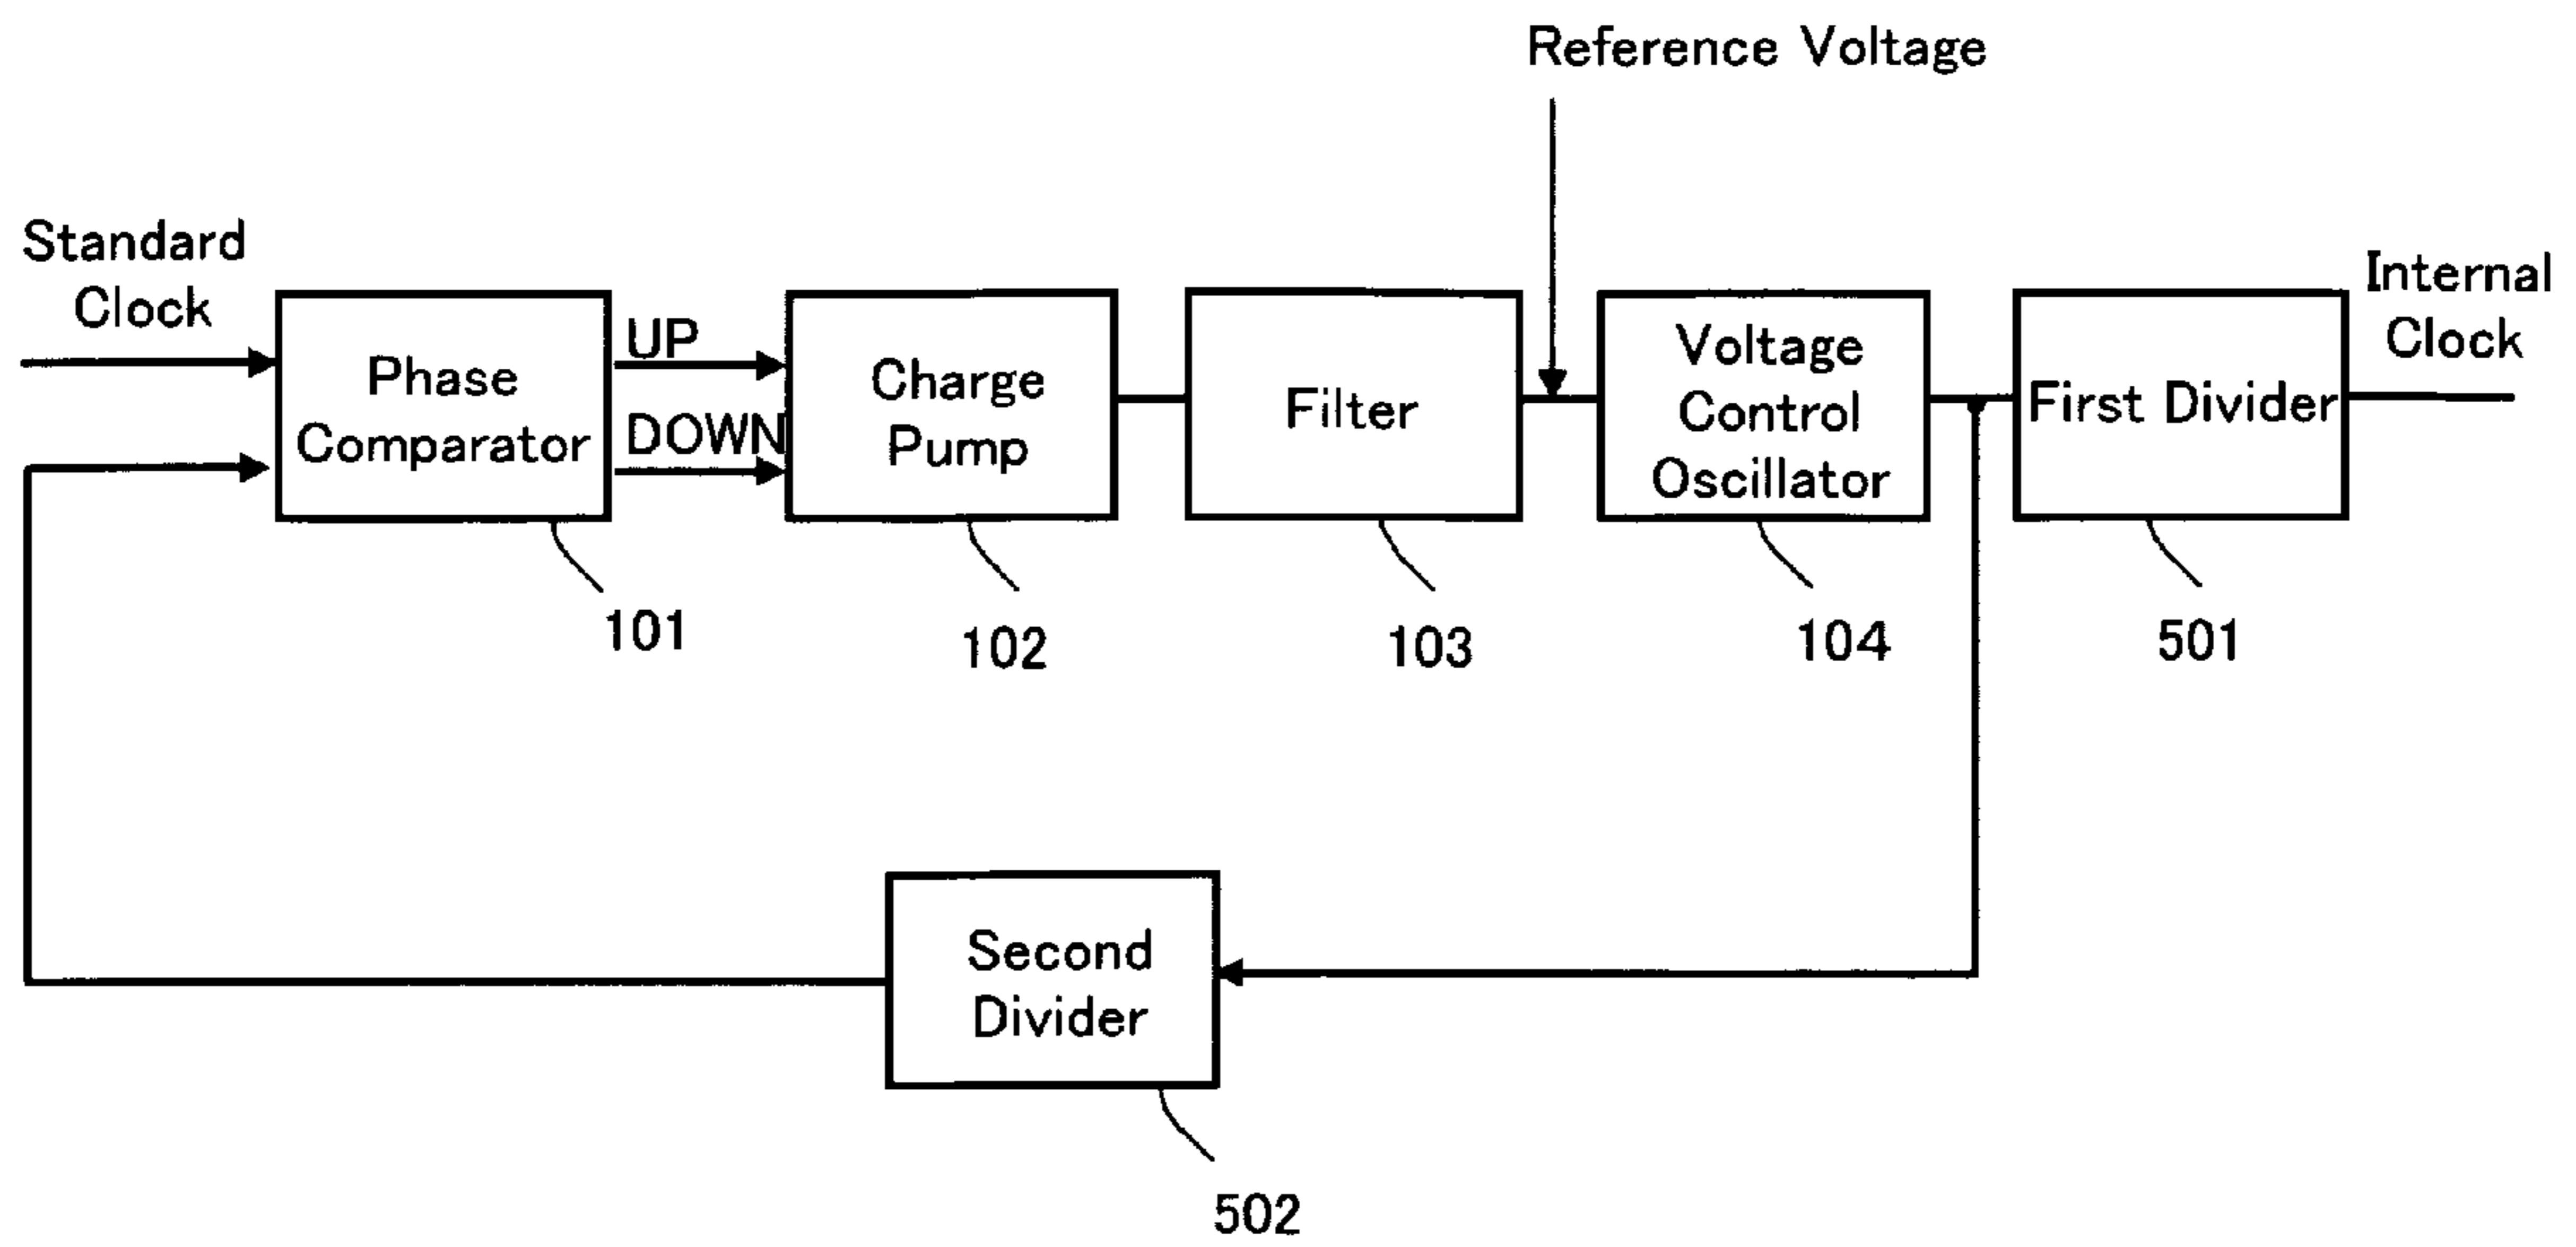 Reference Voltage
Standard
Clock
Internal
Clock
Phase
Comparator
UP
DOWN
Charge
Pump
Filter
Voltage
Control
Oscillator
First Divider
101
102
103
104
501
Second
Divider
502